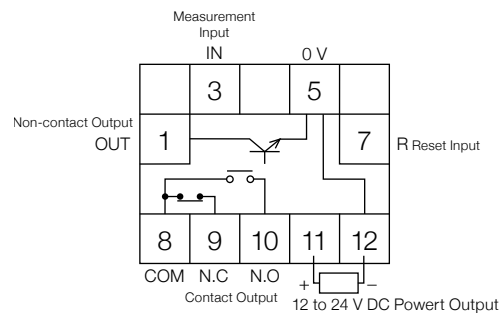 Measurement
Input
IN 0 V
3 5
Non-contact Output
OUT 1 7 R Reset Input
8 9 10 11 12
COM N.C N.O + −
Contact Output
12 to 24 V DC Powert Output